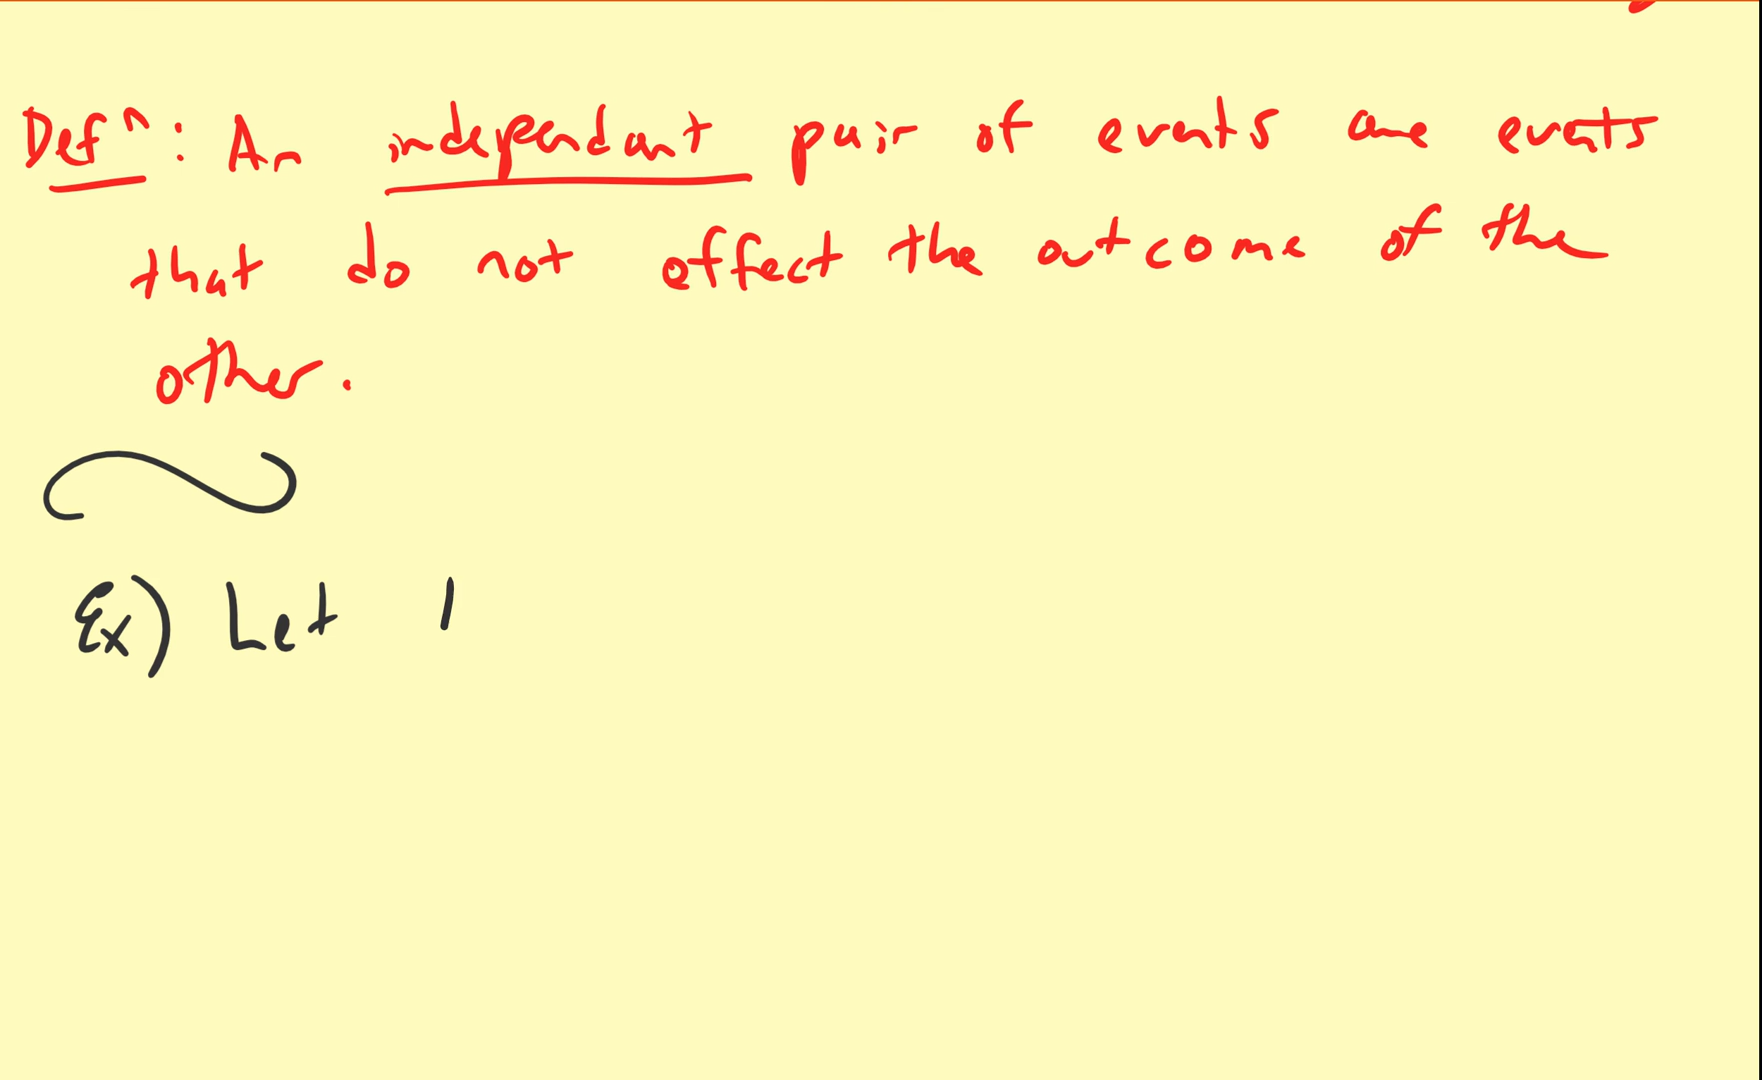 Defⁿ: An independant pair of events are events
that do not effect the outcome of the
other.
Ex) Let